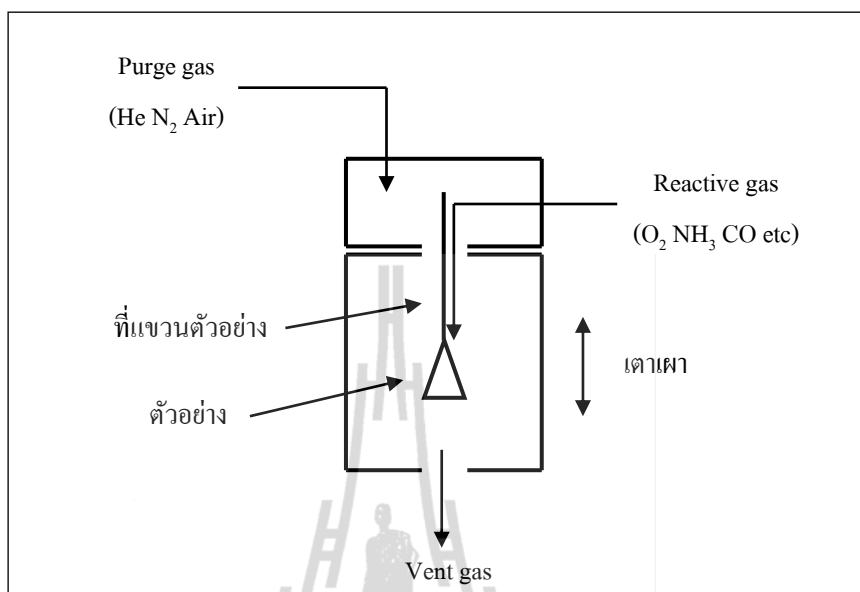 Purge gas
(He N₂ Air)
Reactive gas
(O₂ NH₃ CO etc)
ที่แขวนตัวอย่าง
เตาเผา
ตัวอย่าง
Vent gas